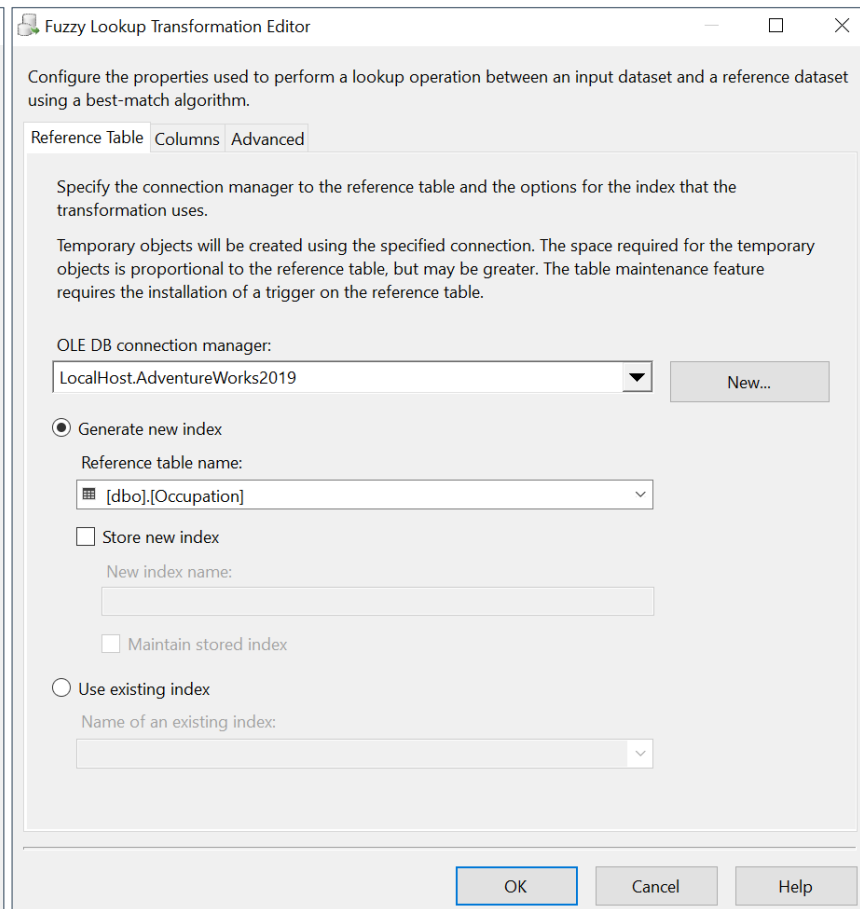 Fuzzy Lookup Transformation Editor
Configure the properties used to perform a lookup operation between an input dataset and a reference dataset
using a best-match algorithm.
Reference Table Columns Advanced
Specify the connection manager to the reference table and the options for the index that the
transformation uses.
Temporary objects will be created using the specified connection. The space required for the temporary
objects is proportional to the reference table, but may be greater. The table maintenance feature
requires the installation of a trigger on the reference table.
OLE DB connection manager:
LocalHost.AdventureWorks2019
New...
Generate new index
Reference table name:
[dbo].[Occupation]
Store new index
New index name:
Maintain stored index
Use existing index
Name of an existing index:
OK Cancel Help